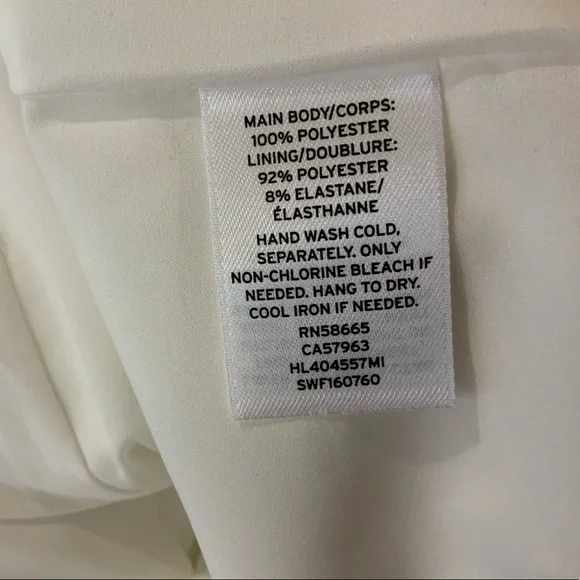 MAIN BODY/CORPS:
100% POLYESTER
LINING/DOUBLURE:
92% POLYESTER
8% ELASTANE/
ÉLASTHANNE
HAND WASH COLD,
SEPARATELY. ONLY
NON-CHLORINE BLEACH IF
NEEDED. HANG TO DRY.
COOL IRON IF NEEDED.
RN58665
CA57963
HL404557MI
SWF160760